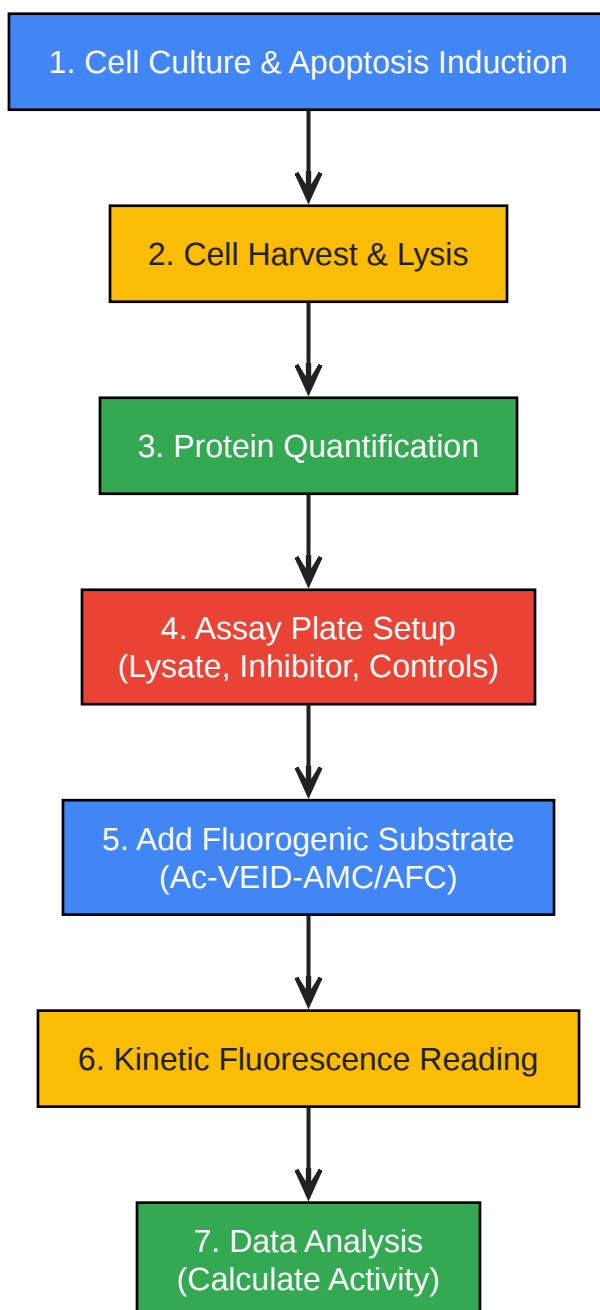 1. Cell Culture & Apoptosis Induction
2. Cell Harvest & Lysis
3. Protein Quantification
4. Assay Plate Setup
(Lysate, Inhibitor, Controls)
5. Add Fluorogenic Substrate
(Ac-VEID-AMC/AFC)
6. Kinetic Fluorescence Reading
7. Data Analysis
(Calculate Activity)